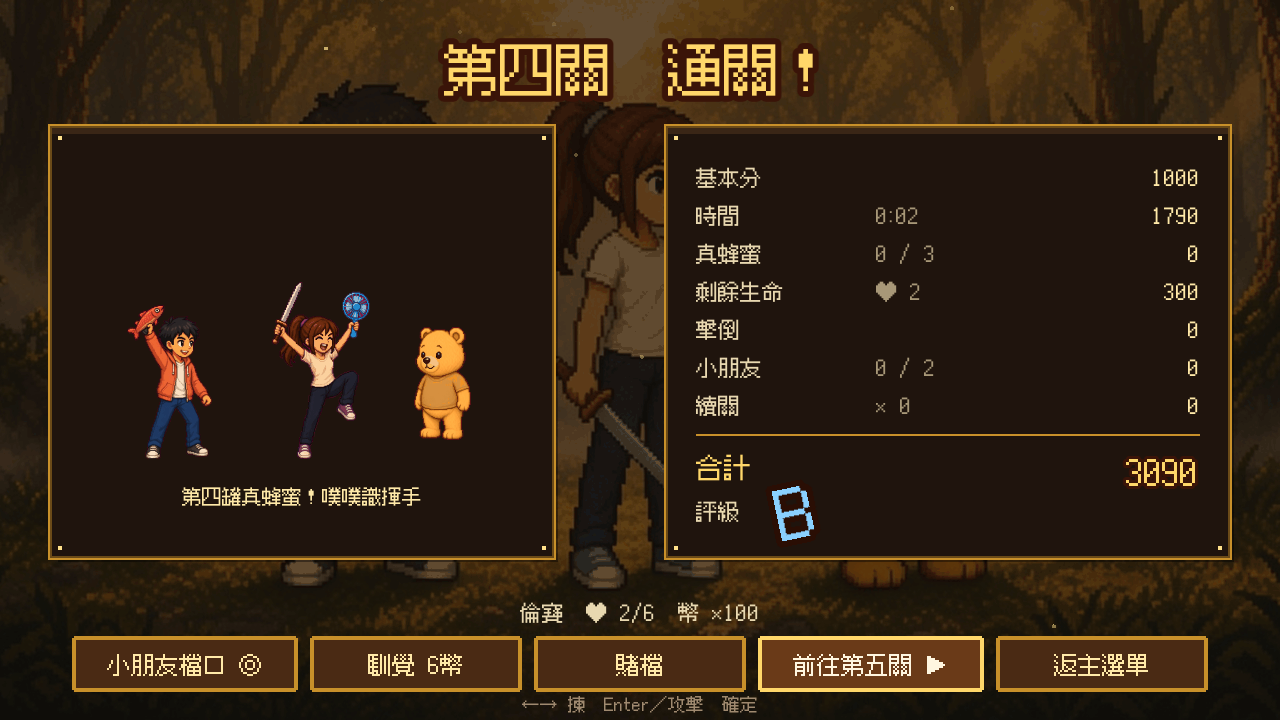 第四關　通關！
第四罐真蜂蜜！噗噗識揮手
基本分 1000
時間 0:02 1790
真蜂蜜 0 / 3 0
剩餘生命 ♥ 2 300
擊倒 0
小朋友 0 / 2 0
續關 × 0 0
合計 3090
評級 B
倫寶 ♥ 2/6 幣 ×100
小朋友檔口 ◎
瞓覺 6幣
賭檔
前往第五關 ▶
返主選單
←→ 揀 Enter／攻擊 確定